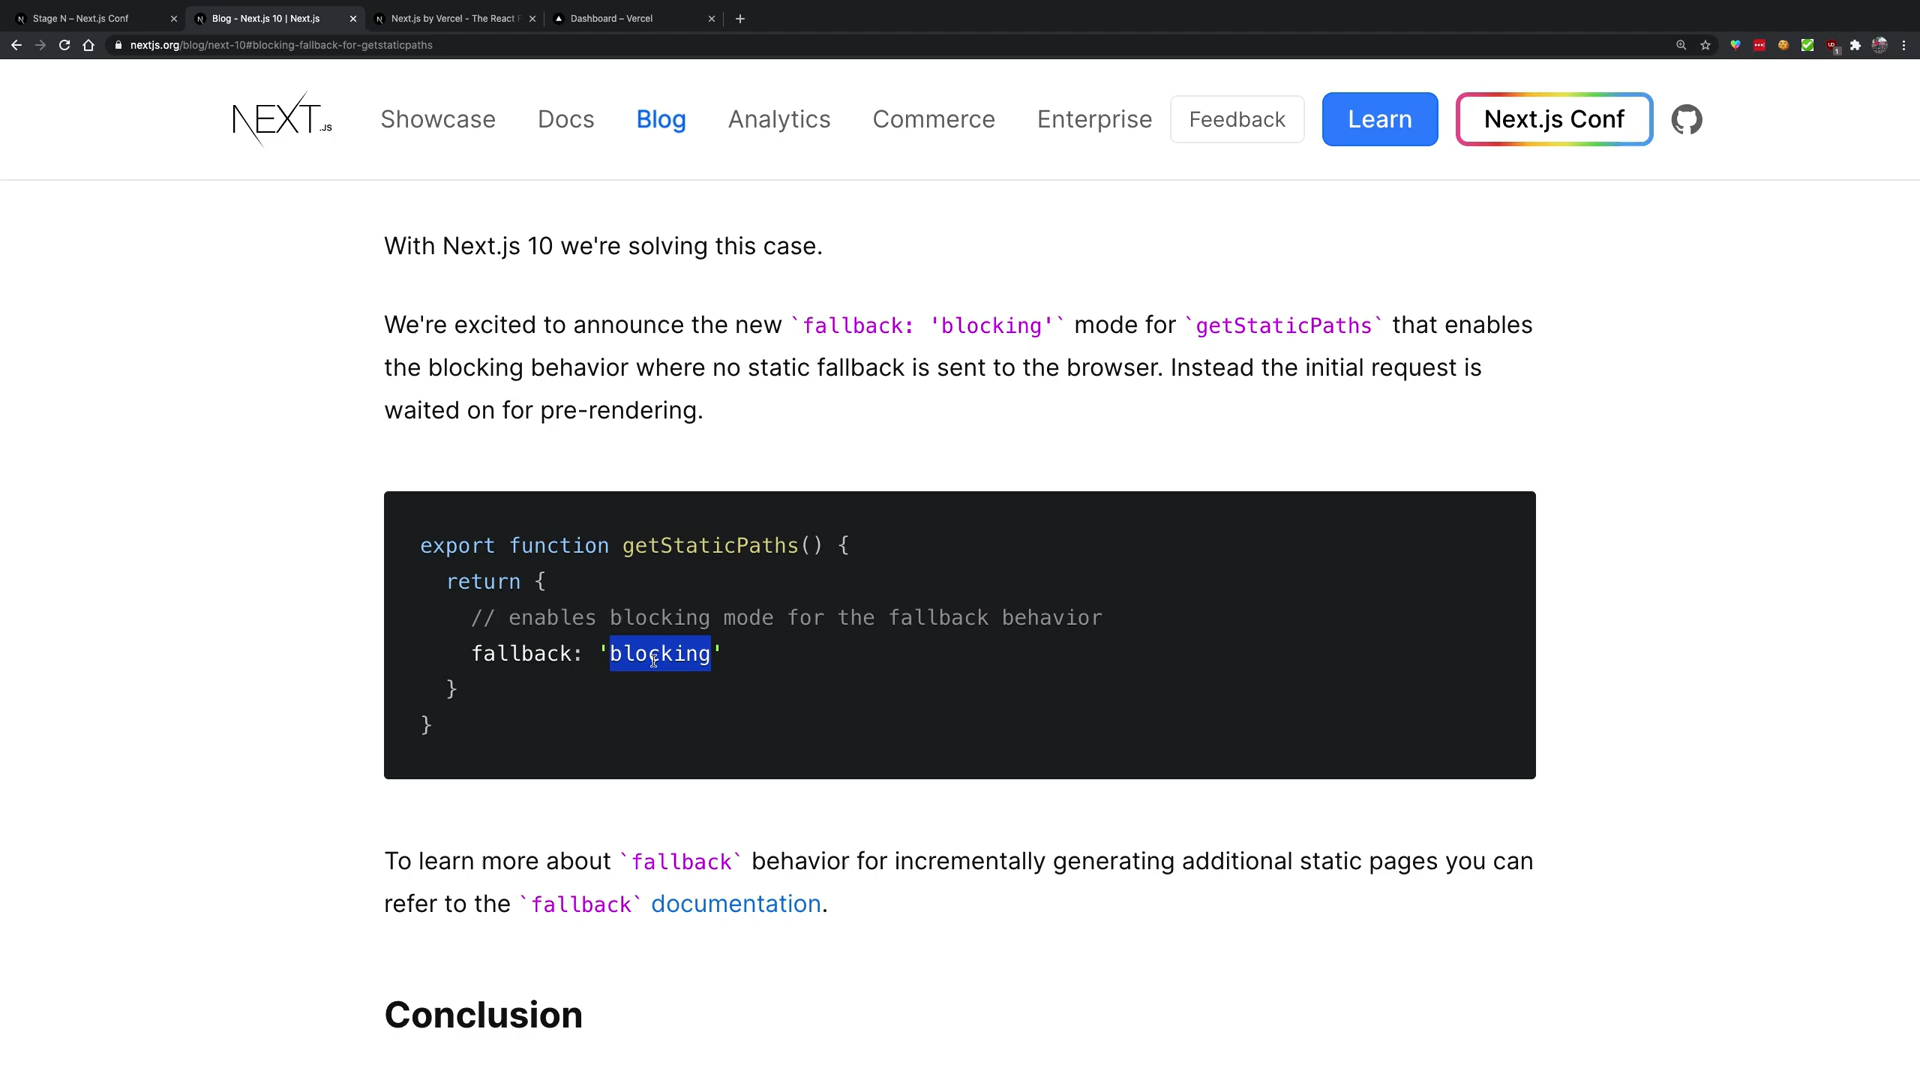 Stage N – Next.js Conf
Blog - Next.js 10 | Next.js
Next.js by Vercel - The React F
Dashboard – Vercel
nextjs.org/blog/next-10#blocking-fallback-for-getstaticpaths
NEXT.JS
Showcase
Docs
Blog
Analytics
Commerce
Enterprise
Feedback
Learn
Next.js Conf
With Next.js 10 we're solving this case.
We're excited to announce the new `fallback: 'blocking'` mode for `getStaticPaths` that enables
the blocking behavior where no static fallback is sent to the browser. Instead the initial request is
waited on for pre-rendering.
export function getStaticPaths() {
return {
// enables blocking mode for the fallback behavior
fallback: 'blocking'
}
}
To learn more about `fallback` behavior for incrementally generating additional static pages you can
refer to the `fallback` documentation.
Conclusion